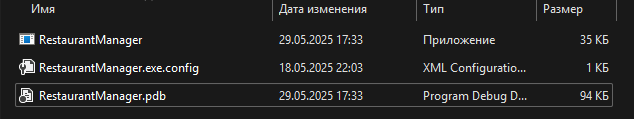 Имя Дата изменения Тип Размер
RestaurantManager 29.05.2025 17:33 Приложение 35 КБ
RestaurantManager.exe.config 18.05.2025 22:03 XML Configuratio... 1 КБ
RestaurantManager.pdb 29.05.2025 17:33 Program Debug D... 94 КБ